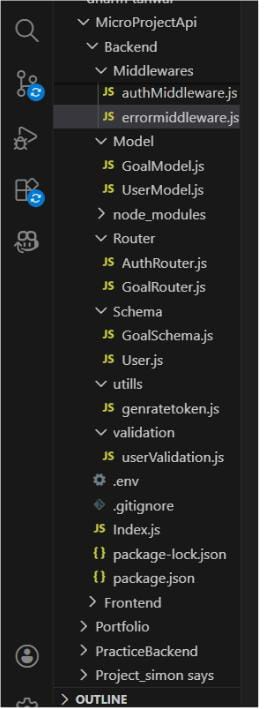 MicroProjectApi
Backend
Middlewares
JS authMiddleware.js
JS errormiddleware.js
Model
JS GoalModel.js
JS UserModel.js
node_modules
Router
JS AuthRouter.js
JS GoalRouter.js
Schema
JS GoalSchema.js
JS User.js
utills
JS genratetoken.js
validation
JS userValidation.js
.env
.gitignore
JS Index.js
{} package-lock.json
{} package.json
Frontend
Portfolio
PracticeBackend
Project_simon says
OUTLINE